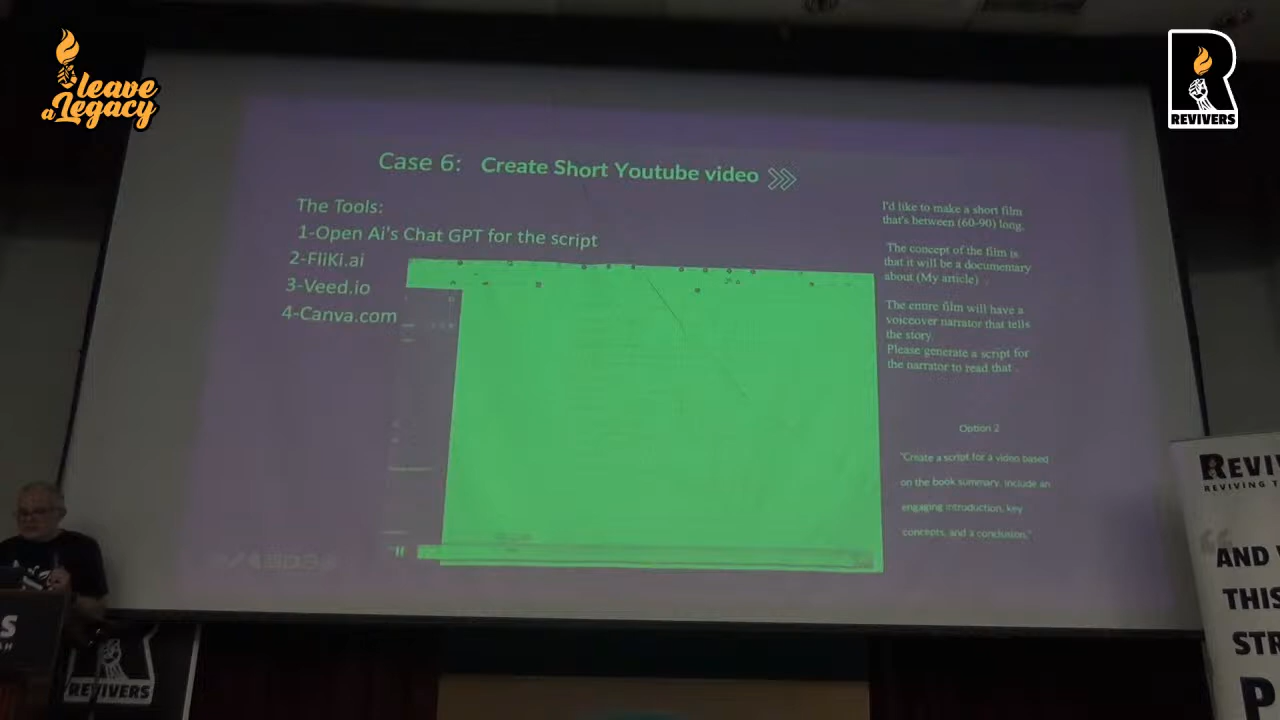 leave
a Legacy
R
REVIVERS
Case 6: Create Short Youtube video
The Tools:
1-Open Ai's Chat GPT for the script
2-FliKi.ai
3-Veed.io
4-Canva.com
I'd like to make a short film
that's between (60-90) long.
The concept of the film is
that it will be a documentary
about (My article)
The entire film will have a
voiceover narrator that tells
the story.
Please generate a script for
the narrator to read that .
Option 2
"Create a script for a video based
on the book summary, include an
engaging introduction, key
concepts, and a conclusion."
REVIVERS
REVI
REVIVING
AND
THIS